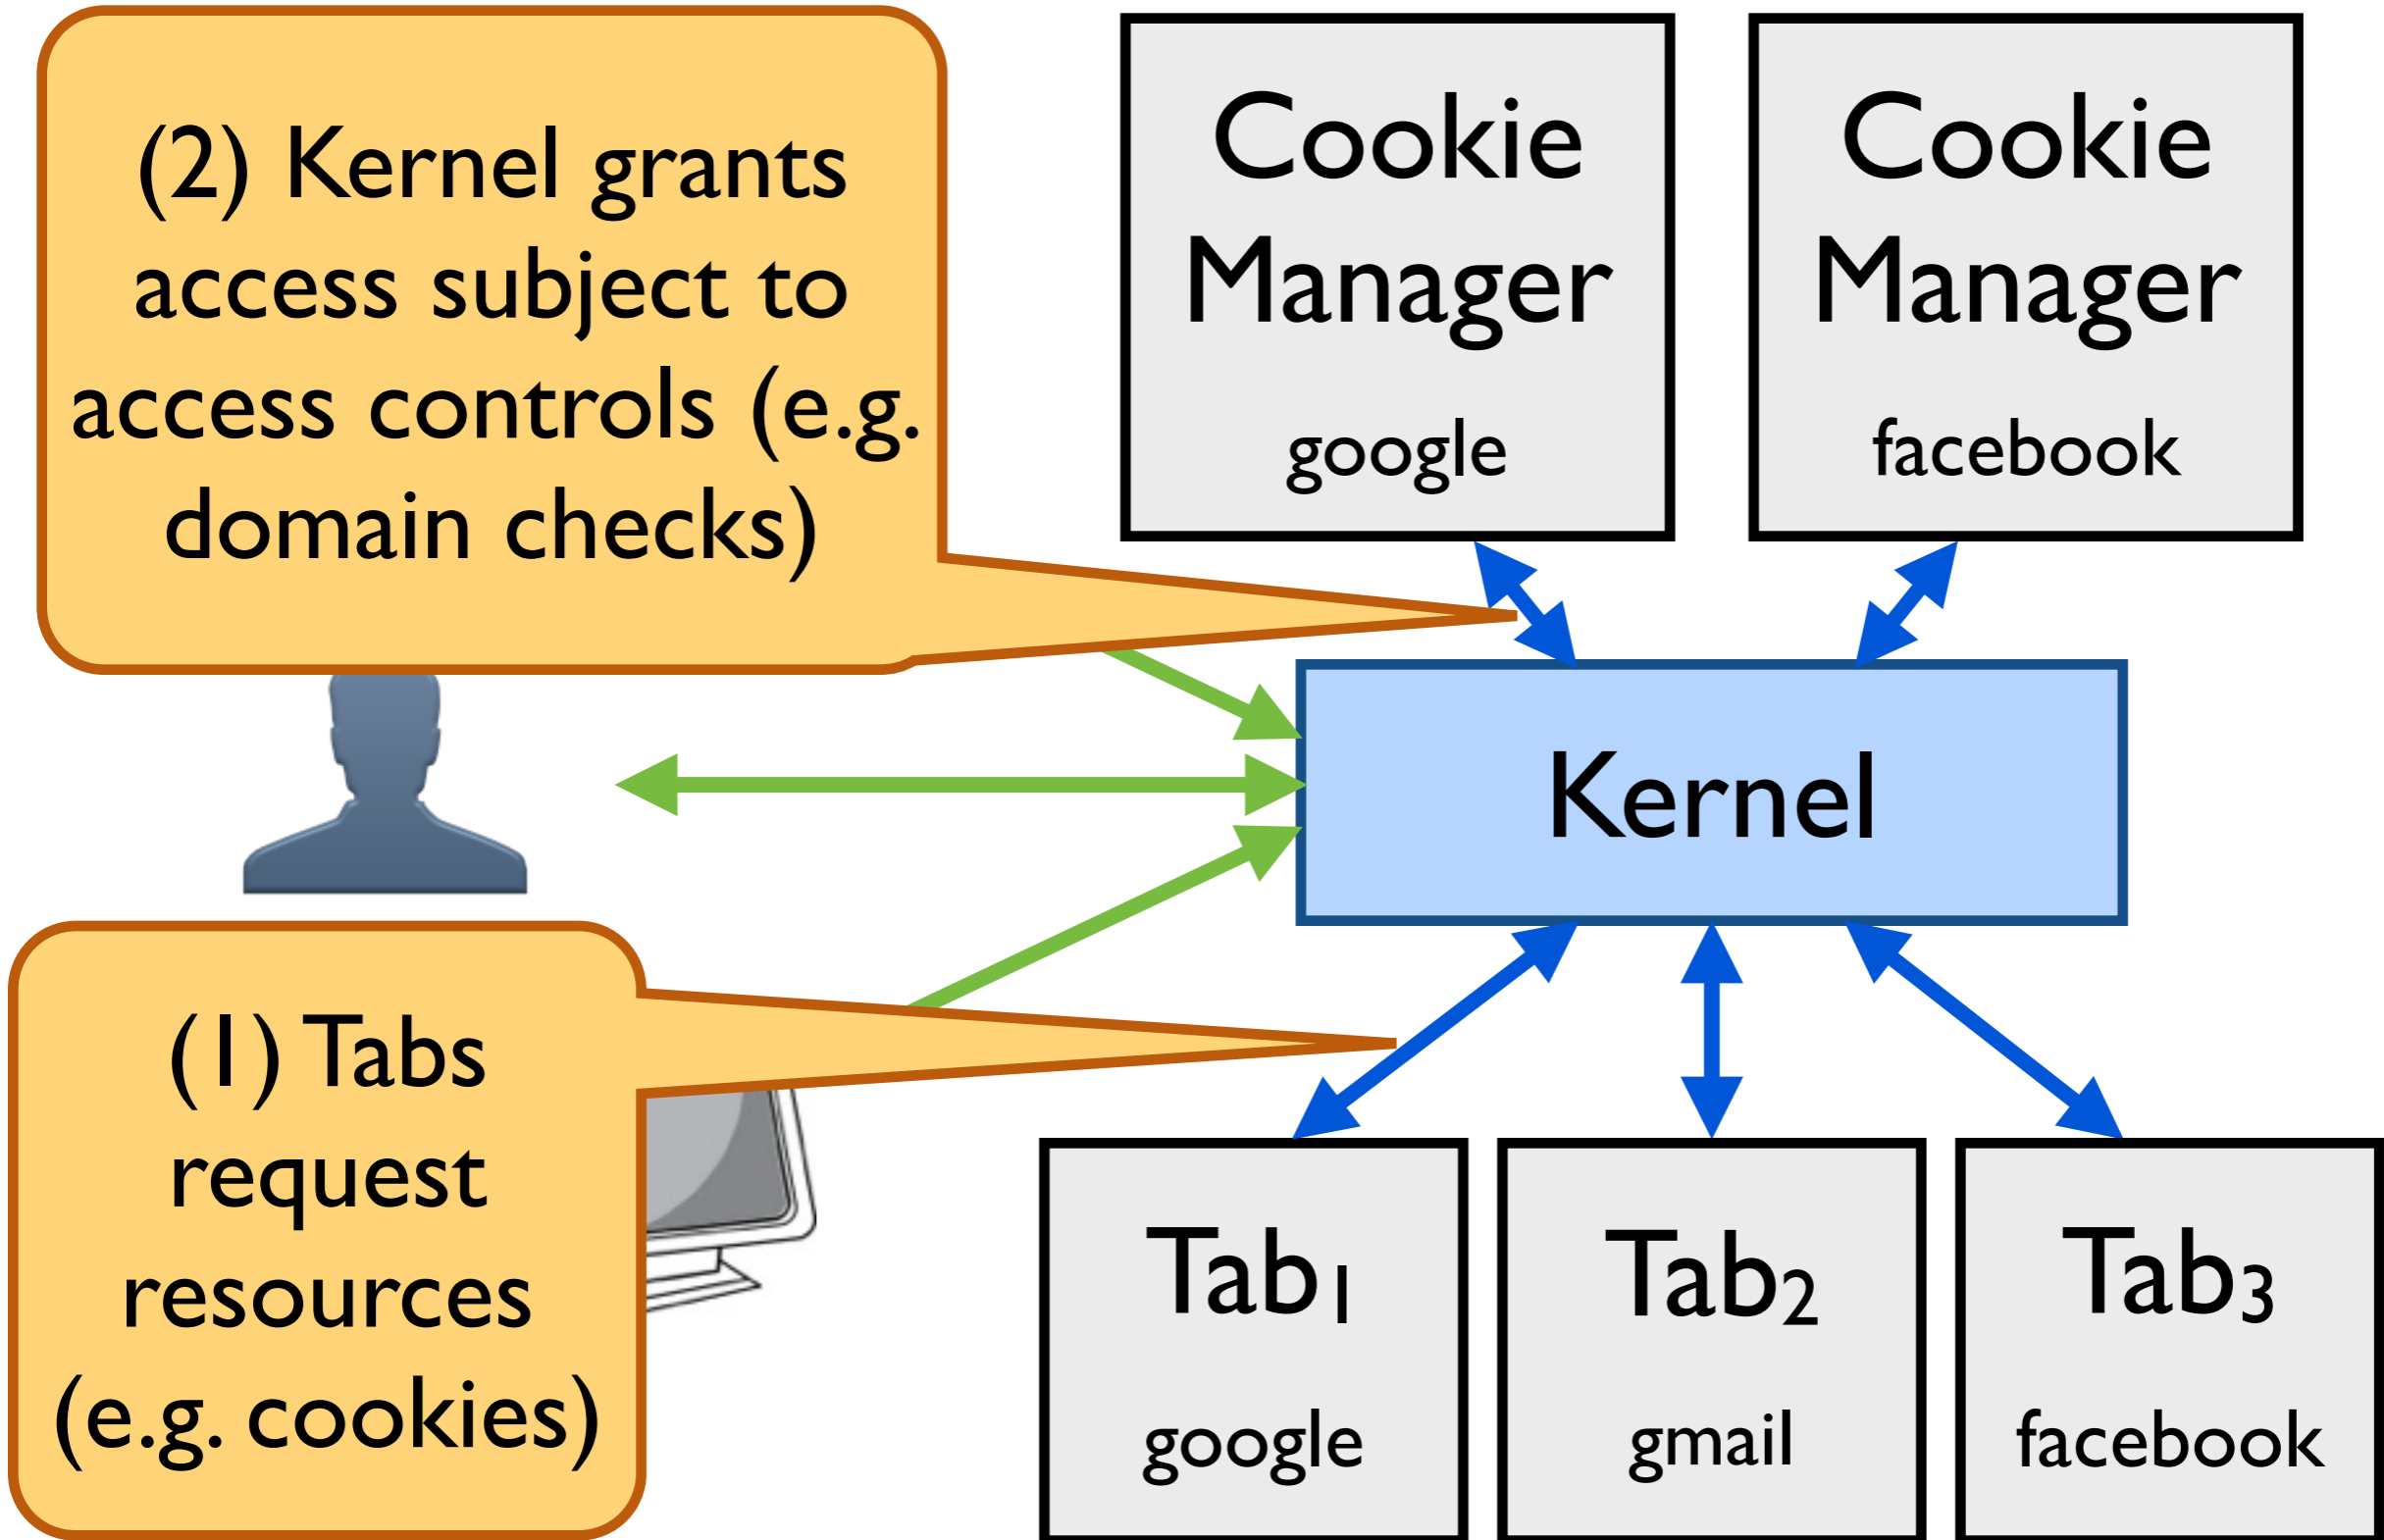 (2) Kernel grants
access subject to
access controls (e.g.
domain checks)
Cookie
Manager
google
Cookie
Manager
facebook
Kernel
(1) Tabs
request
resources
(e.g. cookies)
Tab1
google
Tab2
gmail
Tab3
facebook